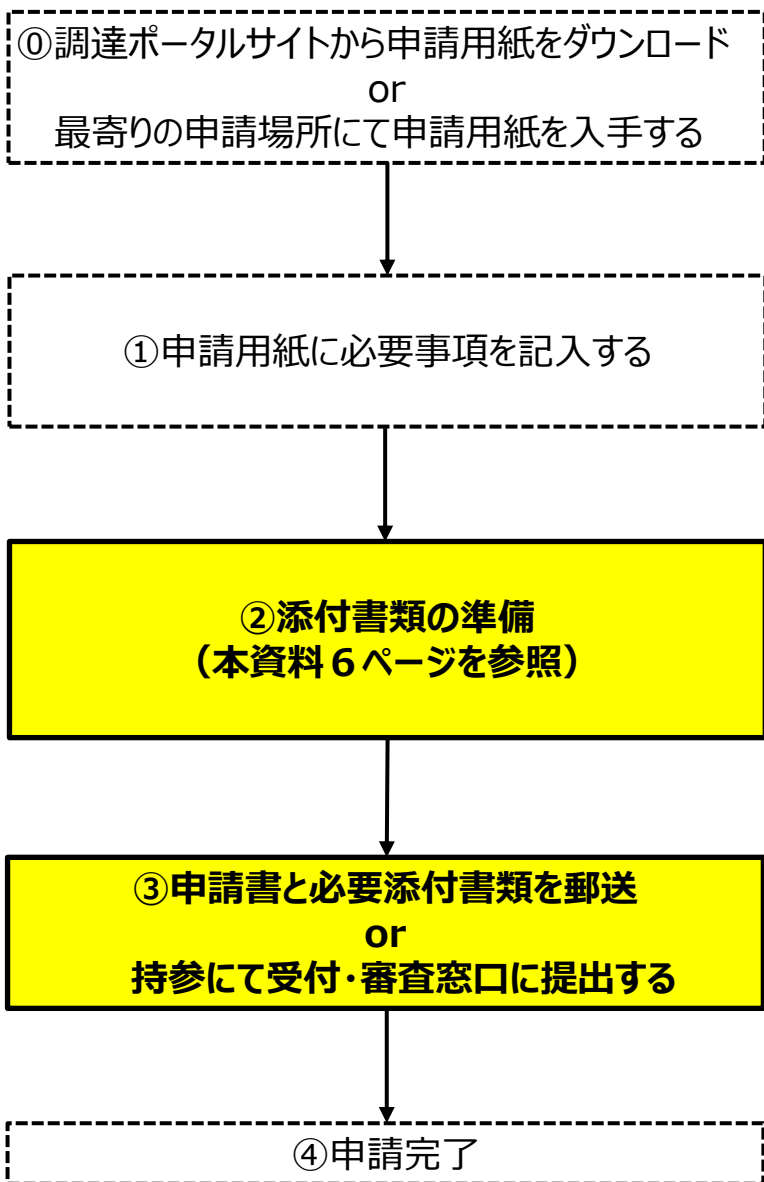 ⓪調達ポータルサイトから申請用紙をダウンロード
or
最寄りの申請場所にて申請用紙を入手する
①申請用紙に必要事項を記入する
②添付書類の準備
（本資料６ページを参照）
③申請書と必要添付書類を郵送
or
持参にて受付・審査窓口に提出する
④申請完了